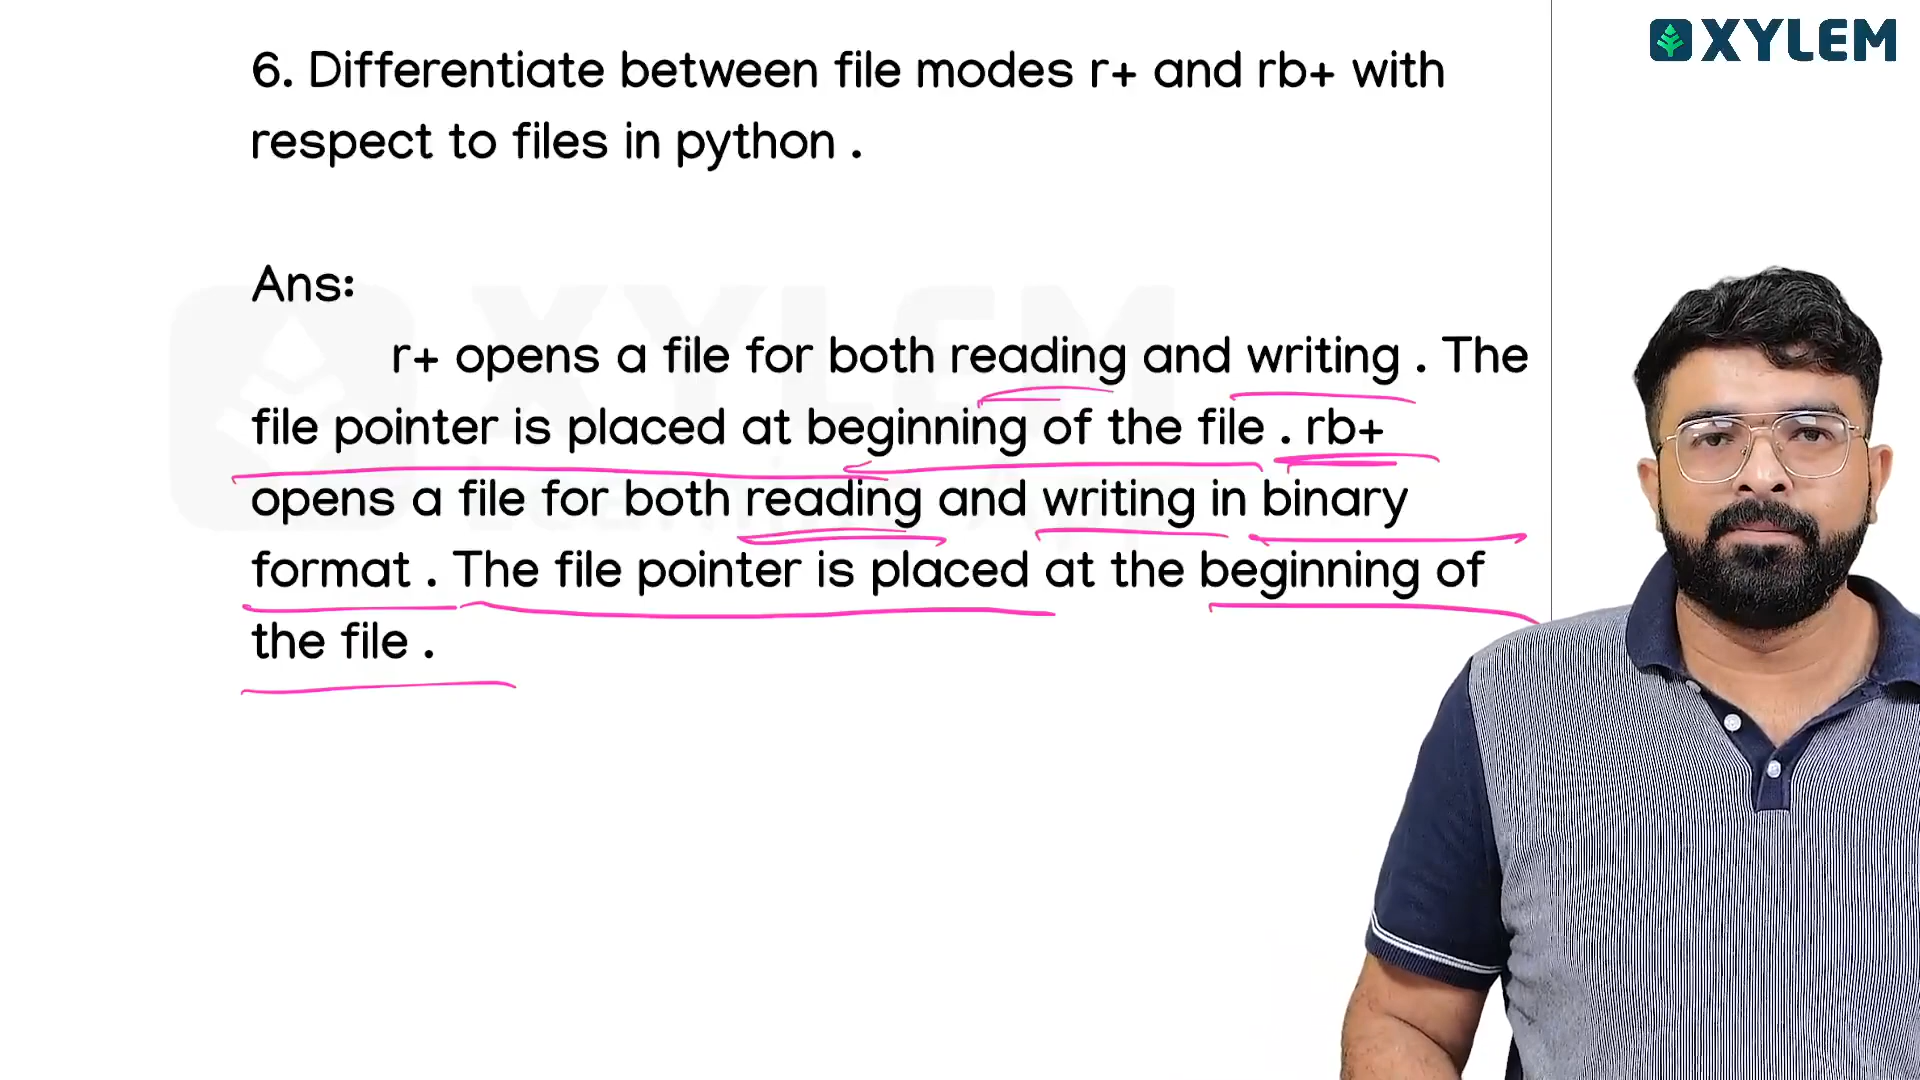 XYLEM
6. Differentiate between file modes r+ and rb+ with
respect to files in python .
Ans:
r+ opens a file for both reading and writing . The
file pointer is placed at beginning of the file . rb+
opens a file for both reading and writing in binary
format . The file pointer is placed at the beginning of
the file .
XYLEM